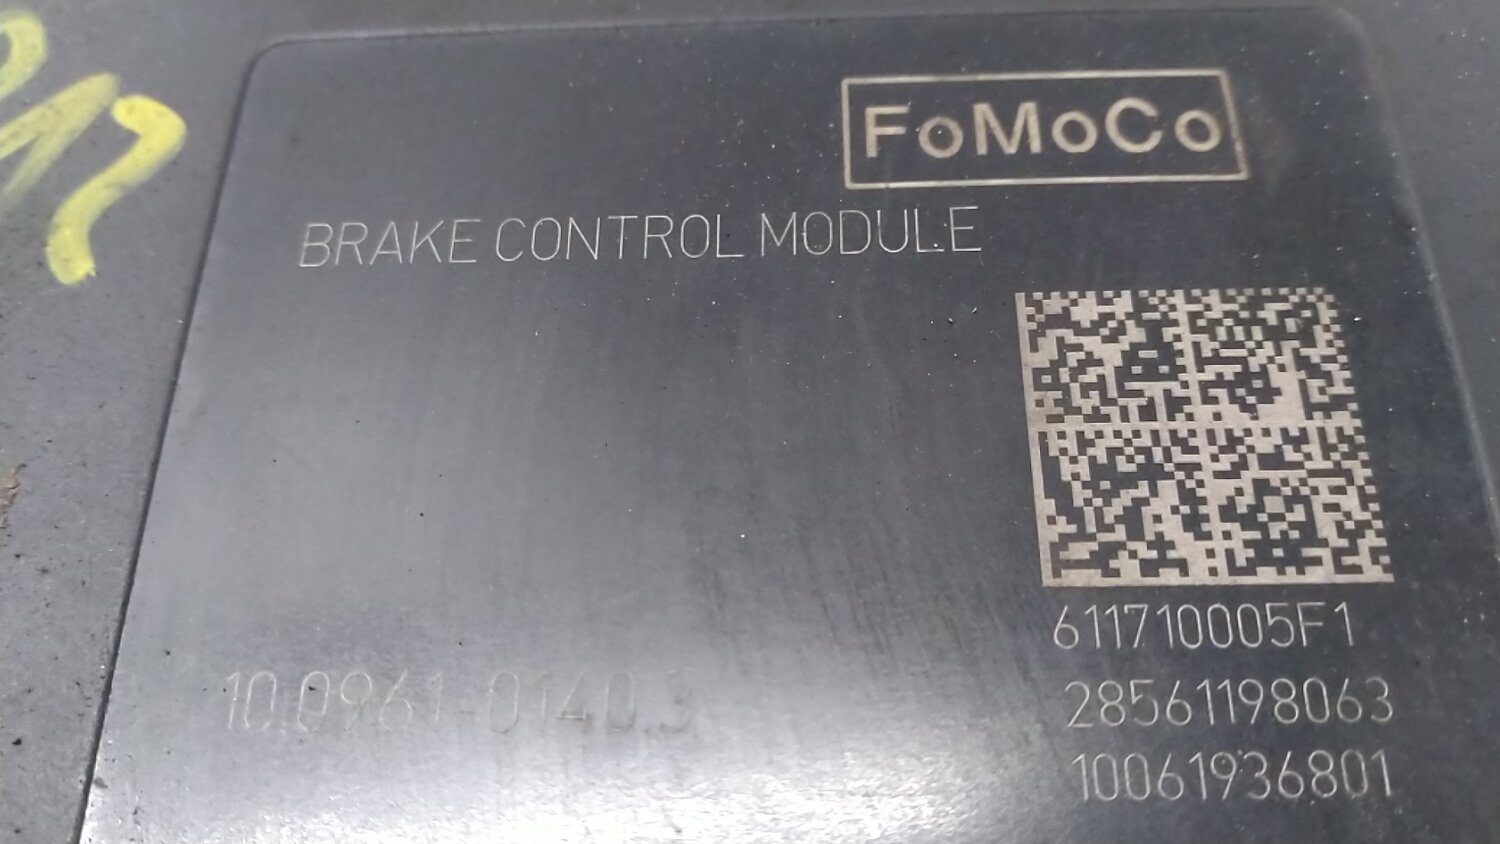 FoMoCo
BRAKE CONTROL MODULE
611710005F1
10.0961-0140.3
28561198063
10061936801